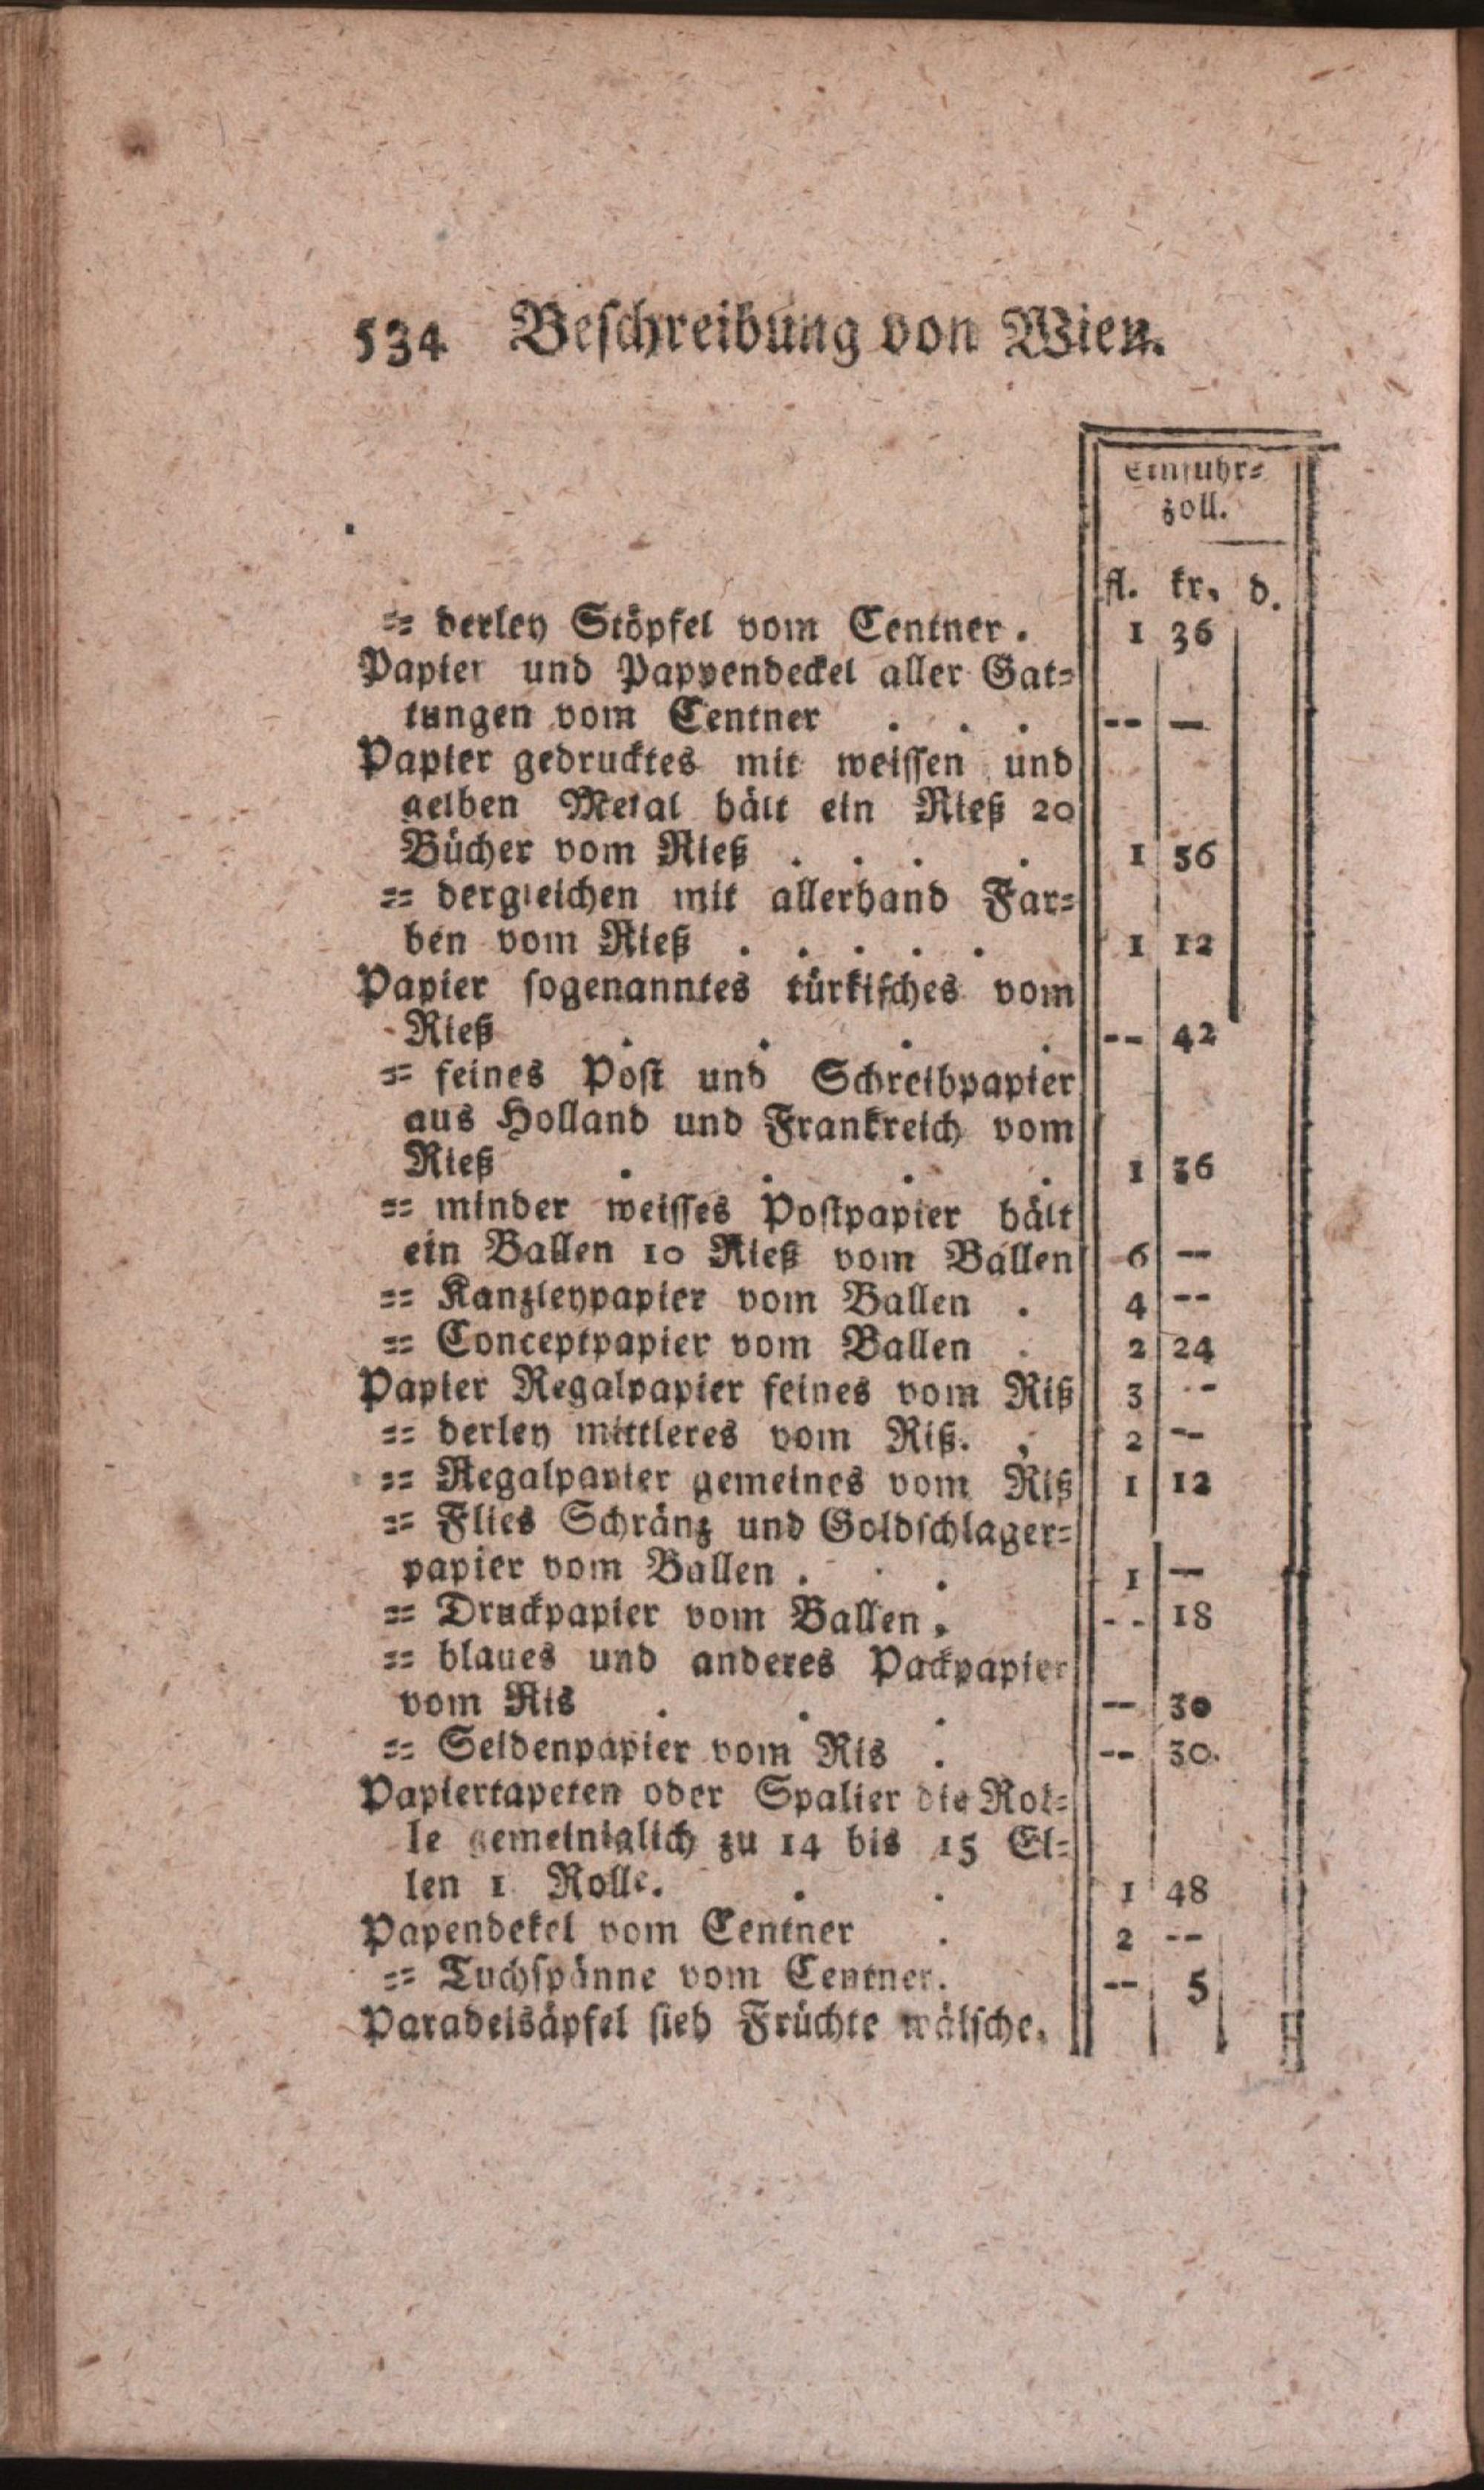 534 Beschreibung von Wien.
Einfuhr=
zoll.
fl. kr. d.
== derley Stöpfel vom Centner. 1 36
Papier und Pappendeckel aller Gat=
tungen vom Centner . . . -- —
Papier gedrucktes mit weissen und
gelben Metal hält ein Rieß 20
Bücher vom Rieß . . . . 1 56
== dergleichen mit allerhand Far=
ben vom Rieß . . . . . 1 12
Papier sogenanntes türkisches vom
Rieß . . . . -- 42
== feines Post und Schreibpapier
aus Holland und Frankreich vom
Rieß . . . . 1 36
== minder weisses Postpapier hält
ein Ballen 10 Rieß vom Ballen 6 --
== Kanzleypapier vom Ballen . 4 --
== Conceptpapier vom Ballen . 2 24
Papier Regalpapier feines vom Riß 3 --
== derley mittleres vom Riß. , 2 --
== Regalpapier gemeines vom Riß 1 12
== Flies Schränz und Goldschlager=
papier vom Ballen . . . 1 —
== Druckpapier vom Ballen, -- 18
== blaues und anderes Packpapier
vom Ris . . . -- 30
== Seidenpapier vom Ris . -- 30.
Papiertapeten oder Spalier die Rol=
le gemeiniglich zu 14 bis 15 El=
len 1 Rolle. . . 1 48
Papendekel vom Centner . 2 --
== Tuchspänne vom Centner. -- 5
Paradeisäpfel sieh Früchte wälsche.